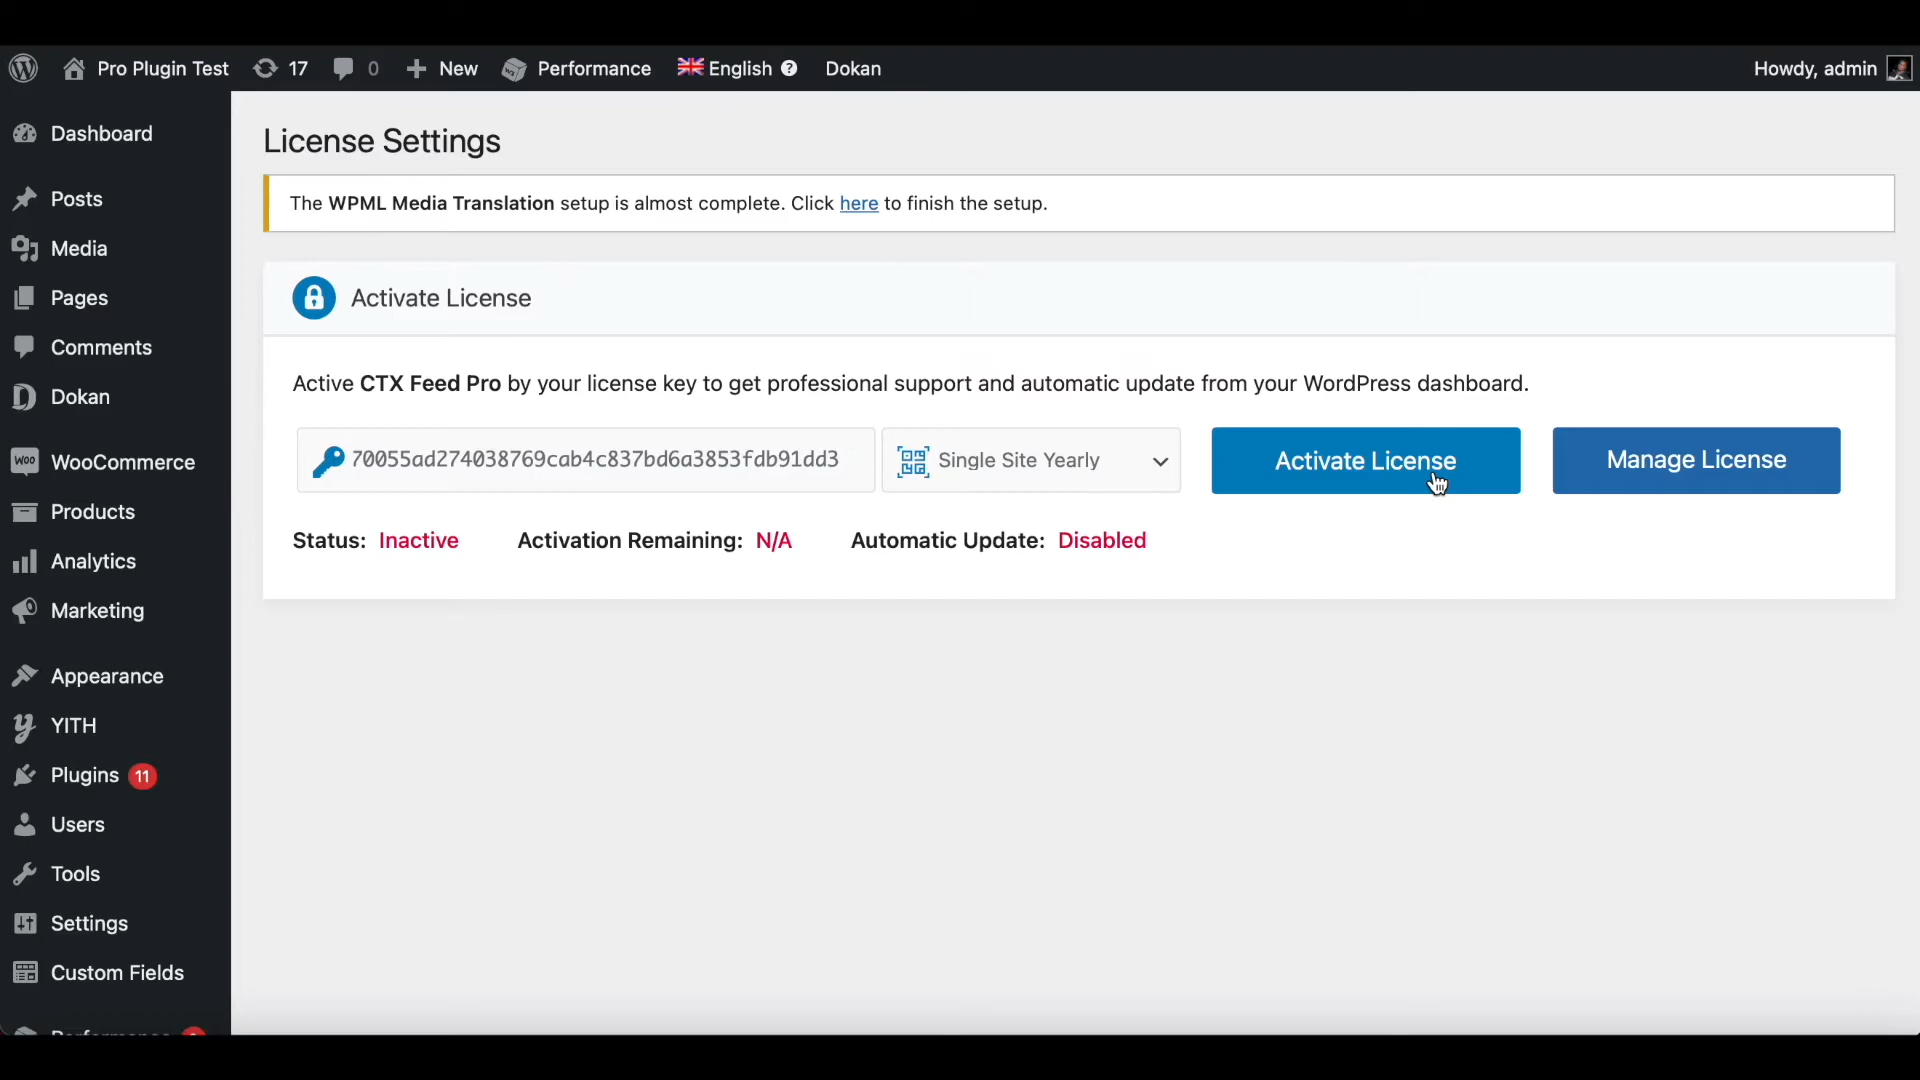 Pro Plugin Test 17 0 New Performance English Dokan Howdy, admin
Dashboard
Posts
Media
Pages
Comments
Dokan
WooCommerce
Products
Analytics
Marketing
Appearance
YITH
Plugins 11
Users
Tools
Settings
Custom Fields
License Settings
The WPML Media Translation setup is almost complete. Click here to finish the setup.
Activate License
Active CTX Feed Pro by your license key to get professional support and automatic update from your WordPress dashboard.
70055ad274038769cab4c837bd6a3853fdb91dd3 Single Site Yearly Activate License Manage License
Status: Inactive Activation Remaining: N/A Automatic Update: Disabled